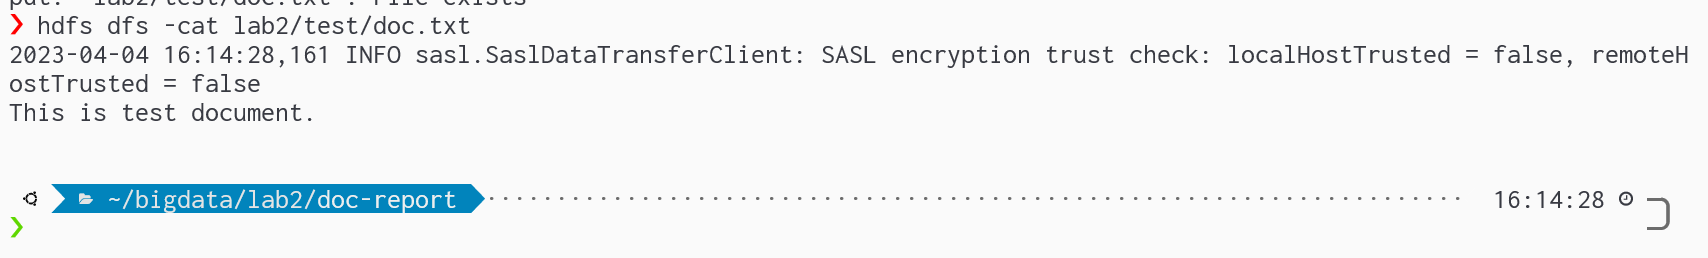 put: `lab2/test/doc.txt': File exists
❯ hdfs dfs -cat lab2/test/doc.txt
2023-04-04 16:14:28,161 INFO sasl.SaslDataTransferClient: SASL encryption trust check: localHostTrusted = false, remoteH
ostTrusted = false
This is test document.
~/bigdata/lab2/doc-report 16:14:28
❯